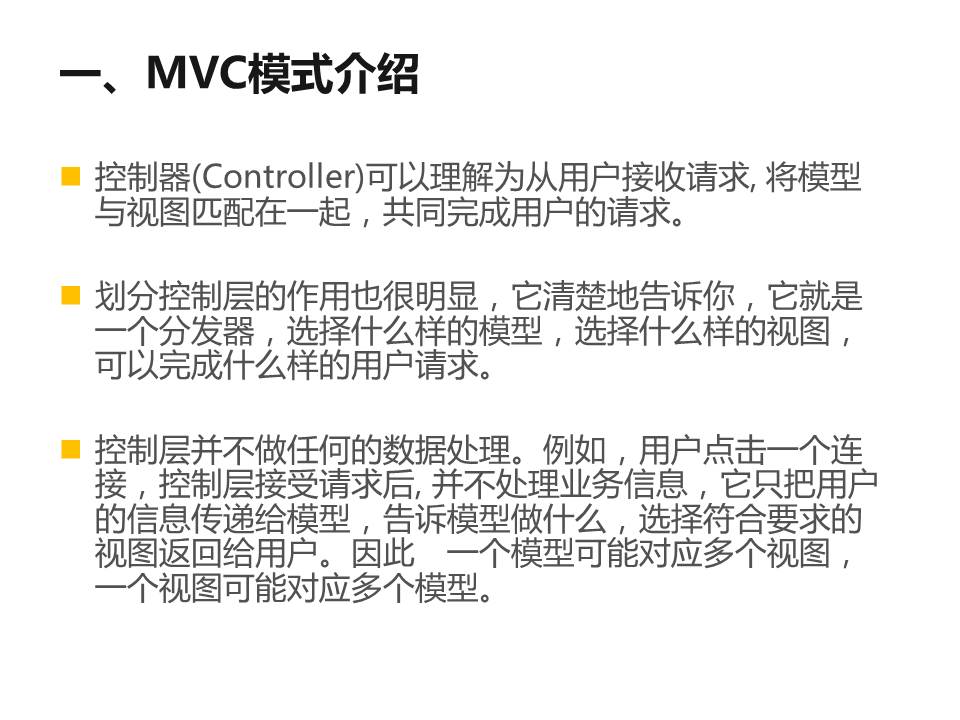 一、MVC模式介绍
控制器(Controller)可以理解为从用户接收请求, 将模型
与视图匹配在一起，共同完成用户的请求。
划分控制层的作用也很明显，它清楚地告诉你，它就是
一个分发器，选择什么样的模型，选择什么样的视图，
可以完成什么样的用户请求。
控制层并不做任何的数据处理。例如，用户点击一个连
接，控制层接受请求后, 并不处理业务信息，它只把用户
的信息传递给模型，告诉模型做什么，选择符合要求的
视图返回给用户。因此　一个模型可能对应多个视图，
一个视图可能对应多个模型。